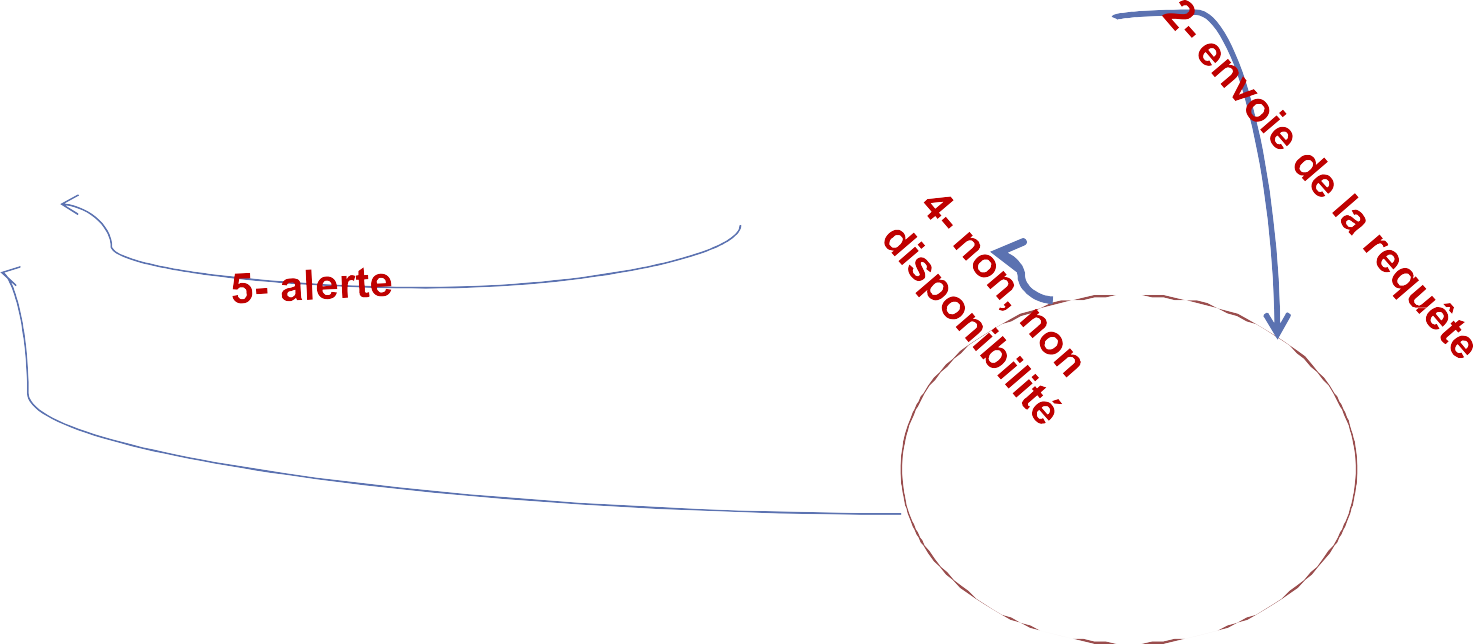 2- envoie de la requête
4- non, non
disponibilité
5- alerte